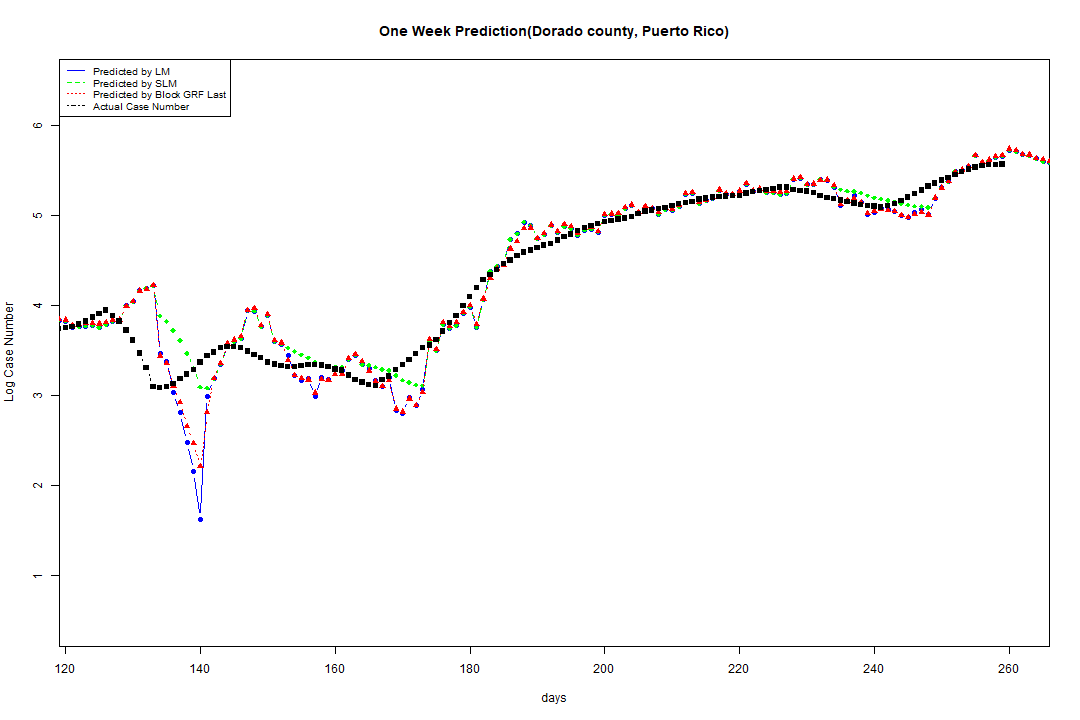 One Week Prediction(Dorado county, Puerto Rico)
Predicted by LM
Predicted by SLM
Predicted by Block GRF Last
Actual Case Number
6
5
4
3
2
1
Log Case Number
120 140 160 180 200 220 240 260
days